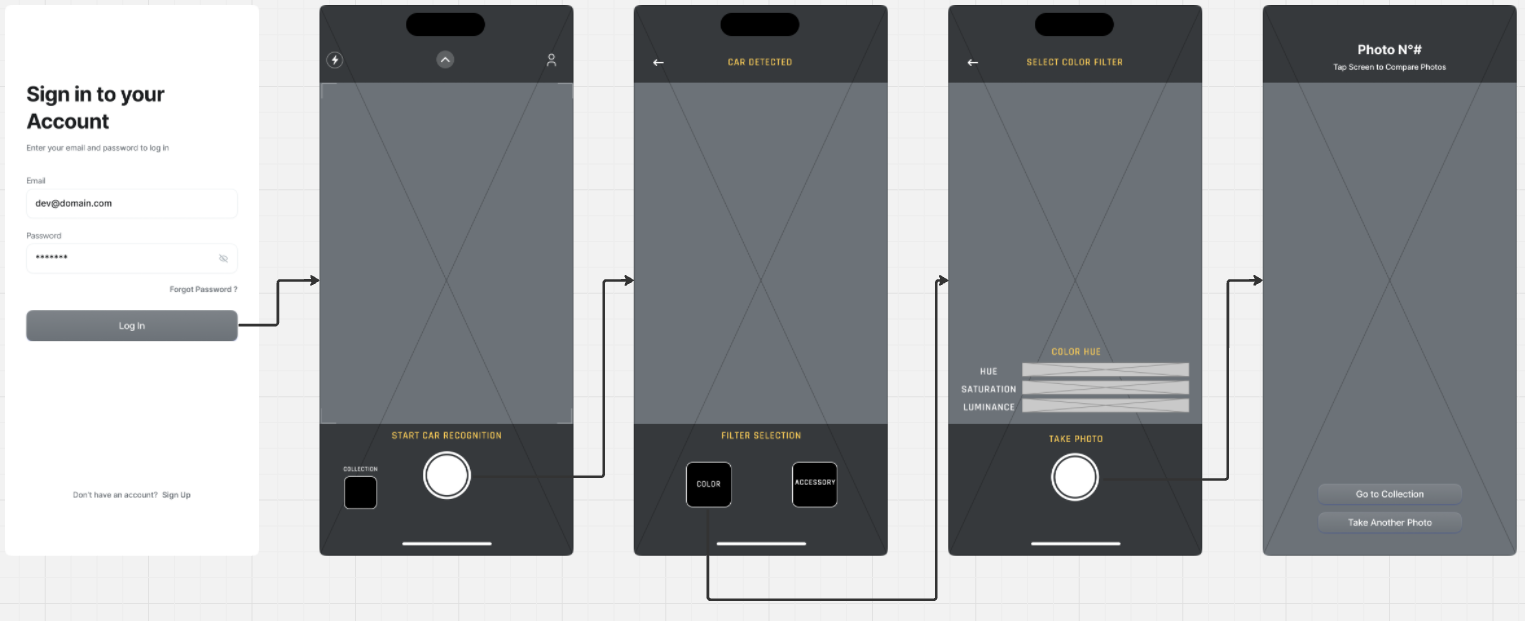 Sign in to your
Account
Enter your email and password to log in
Email
dev@domain.com
Password
*******
Forgot Password ?
Log In
Don't have an account? Sign Up
START CAR RECOGNITION
COLLECTION
CAR DETECTED
FILTER SELECTION
COLOR
ACCESSORY
SELECT COLOR FILTER
COLOR HUE
HUE
SATURATION
LUMINANCE
TAKE PHOTO
Photo N°#
Tap Screen to Compare Photos
Go to Collection
Take Another Photo